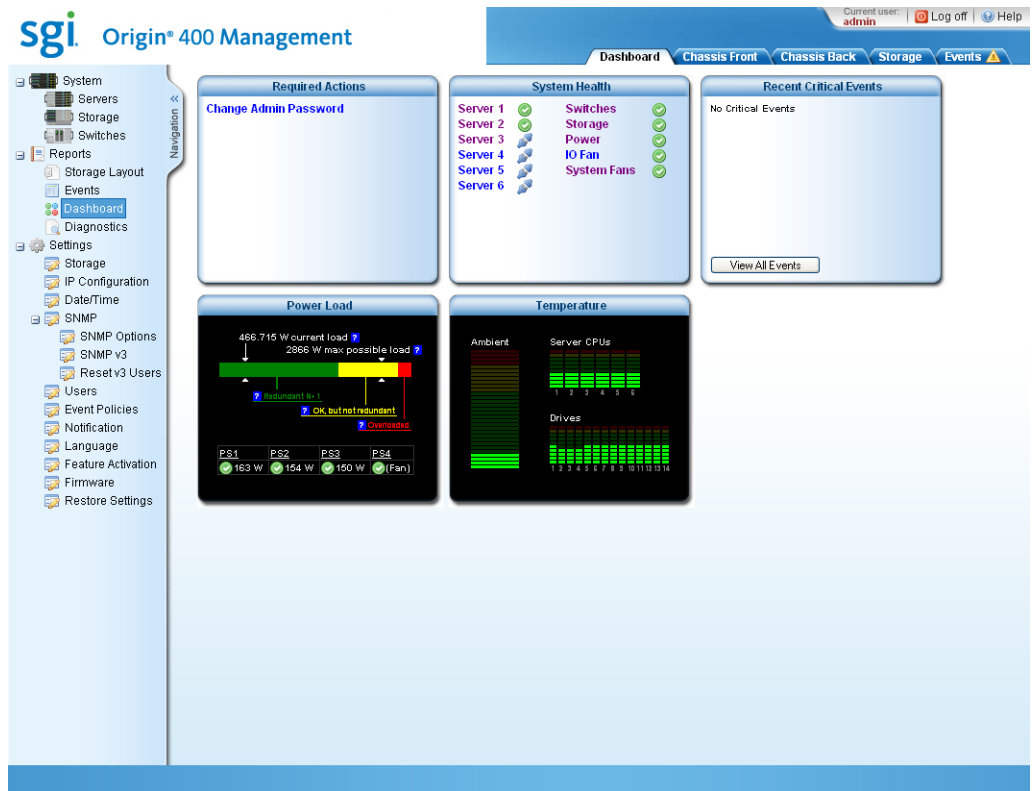 sgi Origin® 400 Management
Current user:
admin
Log off
Help
Dashboard
Chassis Front
Chassis Back
Storage
Events
Navigation
System
Servers
Storage
Switches
Reports
Storage Layout
Events
Dashboard
Diagnostics
Settings
Storage
IP Configuration
Date/Time
SNMP
SNMP Options
SNMP v3
Reset v3 Users
Users
Event Policies
Notification
Language
Feature Activation
Firmware
Restore Settings
Required Actions
Change Admin Password
System Health
Server 1
Server 2
Server 3
Server 4
Server 5
Server 6
Switches
Storage
Power
IO Fan
System Fans
Recent Critical Events
No Critical Events
View All Events
Power Load
466.715 W current load ?
2866 W max possible load ?
? Redundant N+1
? OK, but not redundant
? Overloaded
PS1 PS2 PS3 PS4
163 W 154 W 150 W (Fan)
Temperature
Ambient
Server CPUs
1 2 3 4 5 6
Drives
1 2 3 4 5 6 7 8 9 10 11 12 13 14